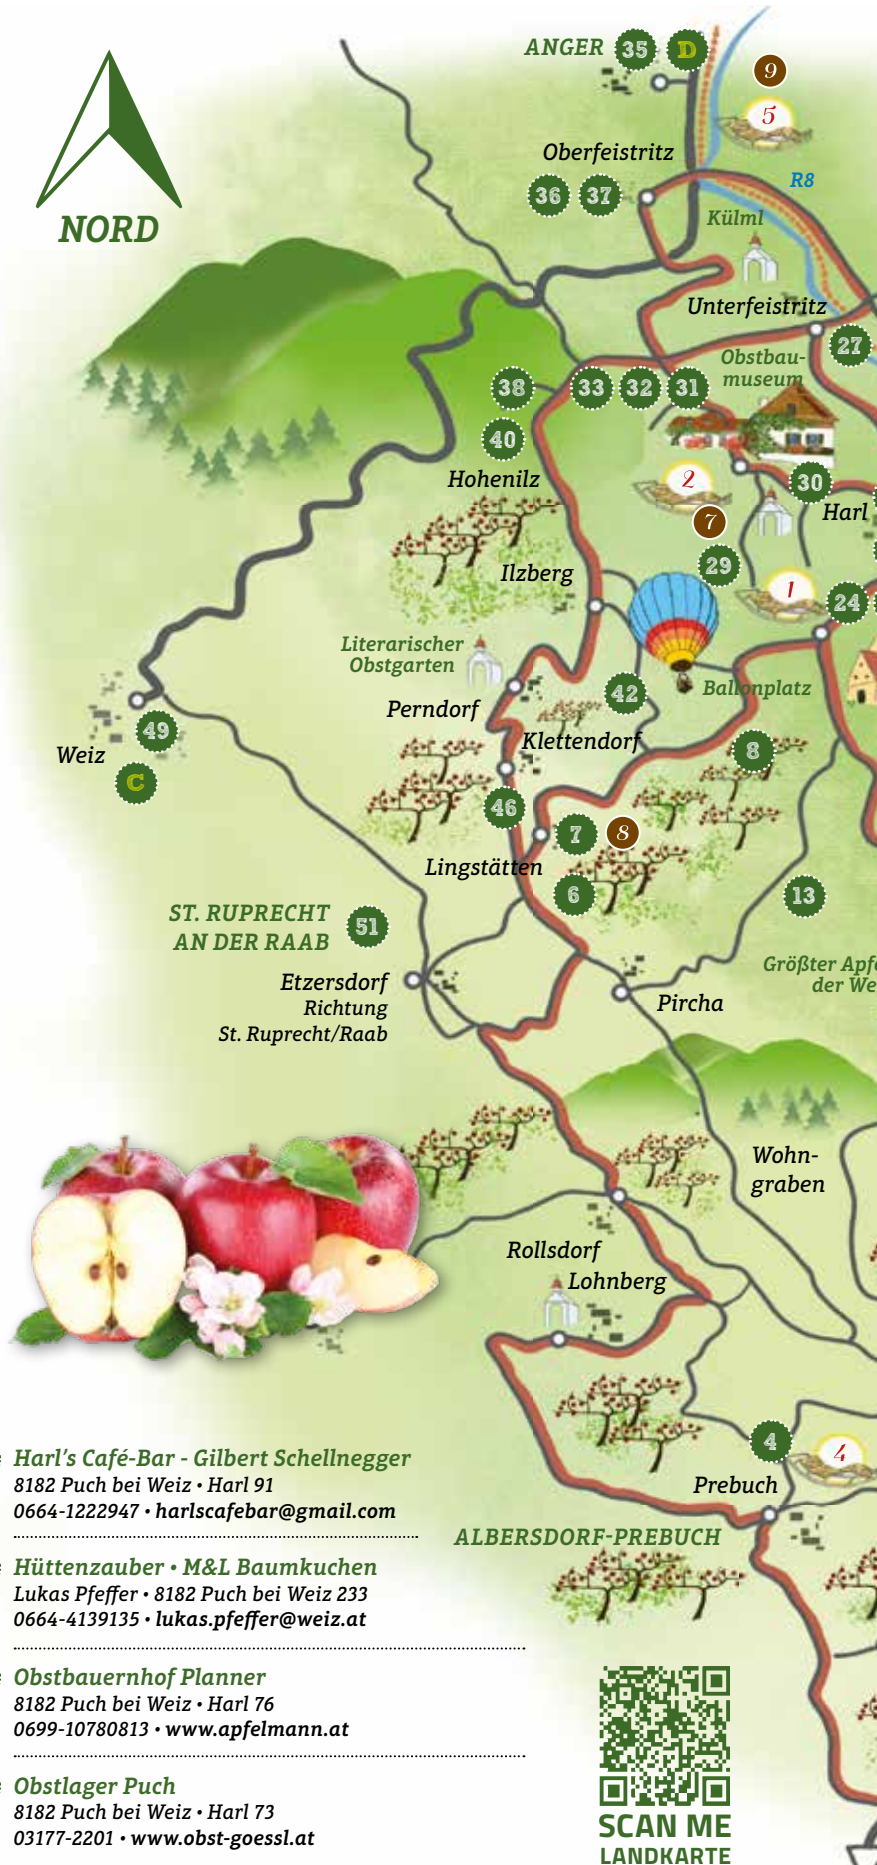 ANGER 35 D
9
5
NORD
Oberfeistritz
36 37
R8
Külml
Unterfeistritz
27
Obstbau-
museum
38 33 32 31
40
Hohenilz
2
30
Harl
7
Ilzberg
29
1
24
Literarischer
Obstgarten
42
Ballonplatz
Perndorf
49
Klettendorf
8
Weiz
C
46
7 8
Lingstätten
6
13
ST. RUPRECHT
AN DER RAAB
51
Größter Apf
der We
Etzersdorf
Richtung
St. Ruprecht/Raab
Pircha
Wohn-
graben
Rollsdorf
Lohnberg
4
4
Prebuch
ALBERSDORF-PREBUCH
Harl's Café-Bar - Gilbert Schellnegger
8182 Puch bei Weiz • Harl 91
0664-1222947 • harlscafebar@gmail.com
Hüttenzauber • M&L Baumkuchen
Lukas Pfeffer • 8182 Puch bei Weiz 233
0664-4139135 • lukas.pfeffer@weiz.at
Obstbauernhof Planner
8182 Puch bei Weiz • Harl 76
0699-10780813 • www.apfelmann.at
Obstlager Puch
8182 Puch bei Weiz • Harl 73
03177-2201 • www.obst-goessl.at
SCAN ME
LANDKARTE